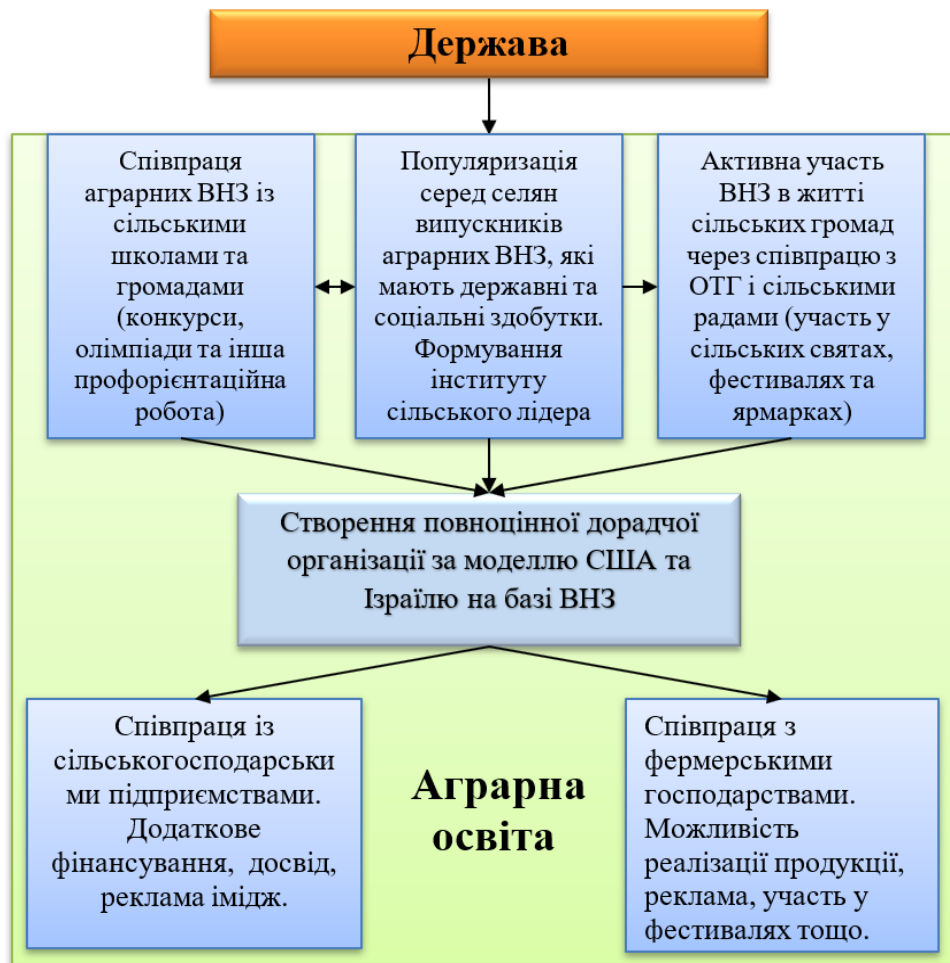 Держава
Співпраця
аграрних ВНЗ із
сільськими
школами та
громадами
(конкурси,
олімпіади та інша
профорієнтаційна
робота)
Популяризація
серед селян
випускників
аграрних ВНЗ, які
мають державні та
соціальні здобутки.
Формування
інституту
сільського лідера
Активна участь
ВНЗ в житті
сільських громад
через співпрацю з
ОТГ і сільськими
радами (участь у
сільських святах,
фестивалях та
ярмарках)
Створення повноцінної дорадчої
організації за моделлю США та
Ізраїлю на базі ВНЗ
Співпраця із
сільськогосподарськи
ми підприємствами.
Додаткове
фінансування, досвід,
реклама імідж.
Аграрна
освіта
Співпраця з
фермерськими
господарствами.
Можливість
реалізації продукції,
реклама, участь у
фестивалях тощо.